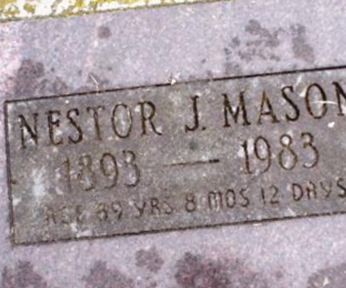 NESTOR J. MASON
1893 — 1983
AGE 89 YRS 8 MOS 12 DAYS